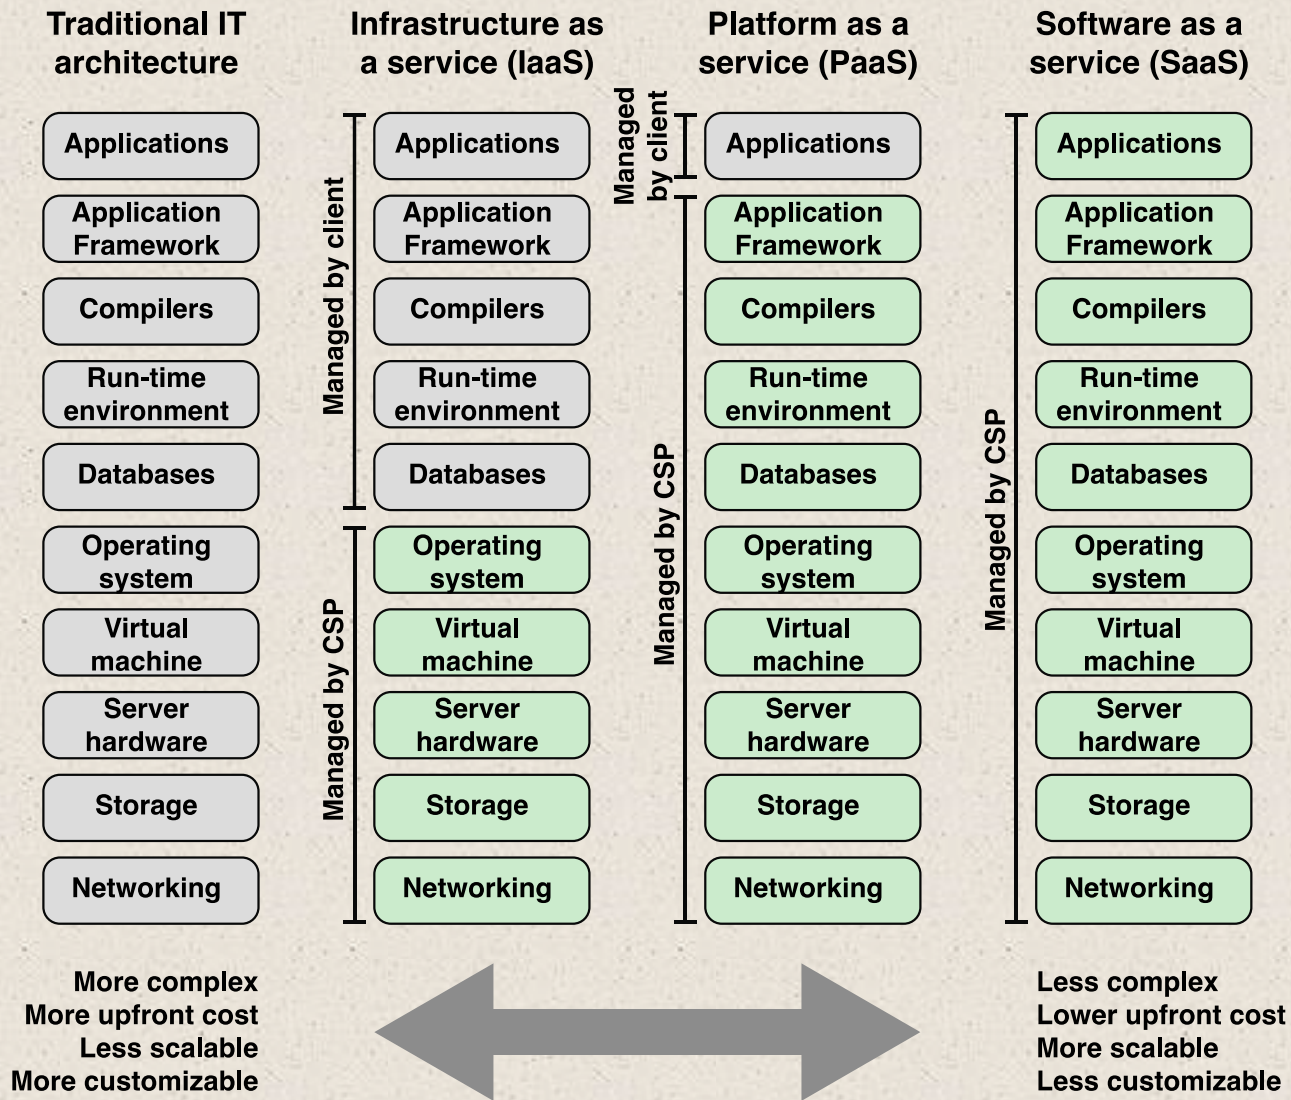 Traditional IT
architecture
Applications
Application
Framework
Compilers
Run-time
environment
Databases
Operating
system
Virtual
machine
Server
hardware
Storage
Networking
Infrastructure as
a service (IaaS)
Managed by client
Managed by CSP
Applications
Application
Framework
Compilers
Run-time
environment
Databases
Operating
system
Virtual
machine
Server
hardware
Storage
Networking
Platform as a
service (PaaS)
Managed
by client
Managed by CSP
Applications
Application
Framework
Compilers
Run-time
environment
Databases
Operating
system
Virtual
machine
Server
hardware
Storage
Networking
Software as a
service (SaaS)
Managed by CSP
Applications
Application
Framework
Compilers
Run-time
environment
Databases
Operating
system
Virtual
machine
Server
hardware
Storage
Networking
More complex
More upfront cost
Less scalable
More customizable
Less complex
Lower upfront cost
More scalable
Less customizable